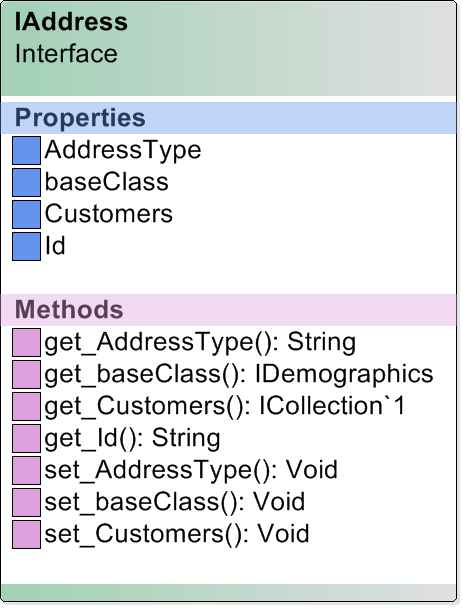 IAddress
Interface
Properties
AddressType
baseClass
Customers
Id
Methods
get_AddressType(): String
get_baseClass(): IDemographics
get_Customers(): ICollection`1
get_Id(): String
set_AddressType(): Void
set_baseClass(): Void
set_Customers(): Void